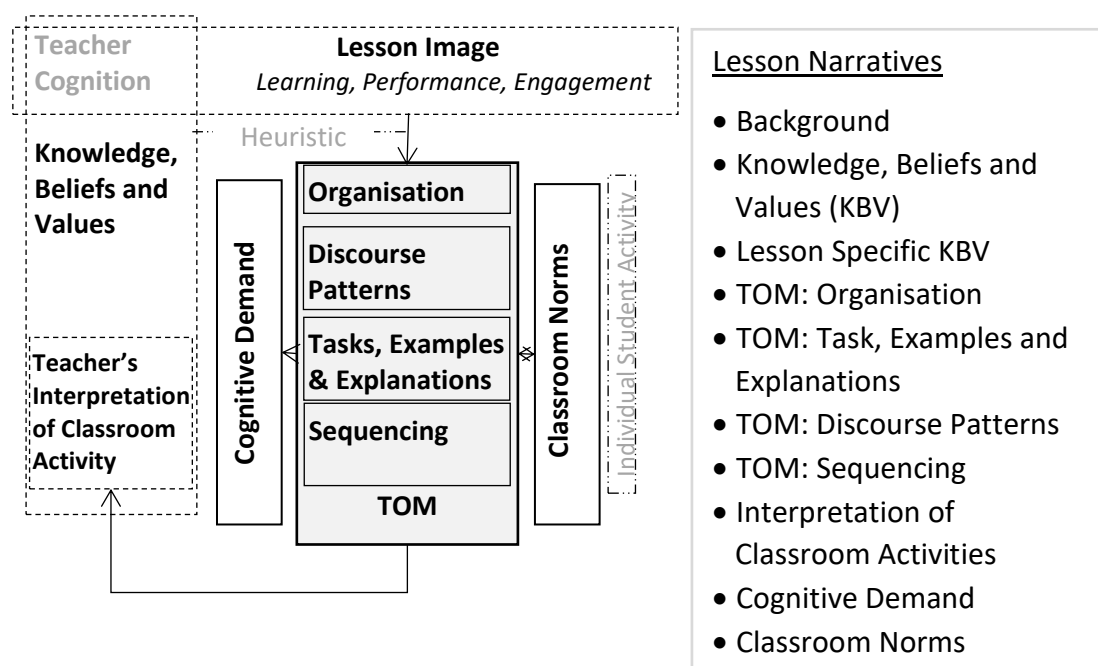 Teacher
Cognition
Lesson Image
Learning, Performance, Engagement
Heuristic
Knowledge,
Beliefs and
Values
Teacher's
Interpretation
of Classroom
Activity
Cognitive Demand
Organisation
Discourse
Patterns
Tasks, Examples
& Explanations
Sequencing
TOM
Classroom Norms
Individual Student Activity
Lesson Narratives
• Background
• Knowledge, Beliefs and
Values (KBV)
• Lesson Specific KBV
• TOM: Organisation
• TOM: Task, Examples and
Explanations
• TOM: Discourse Patterns
• TOM: Sequencing
• Interpretation of
Classroom Activities
• Cognitive Demand
• Classroom Norms